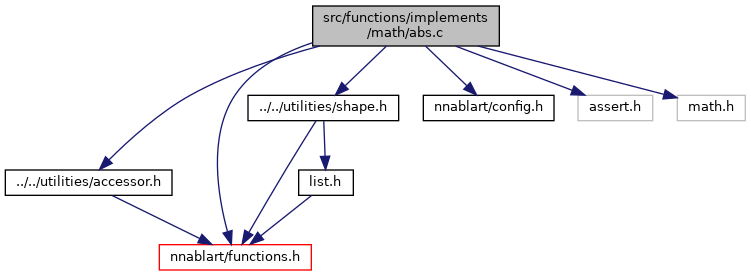 src/functions/implements
/math/abs.c
../../utilities/shape.h
nnablart/config.h
assert.h
math.h
../../utilities/accessor.h
list.h
nnablart/functions.h